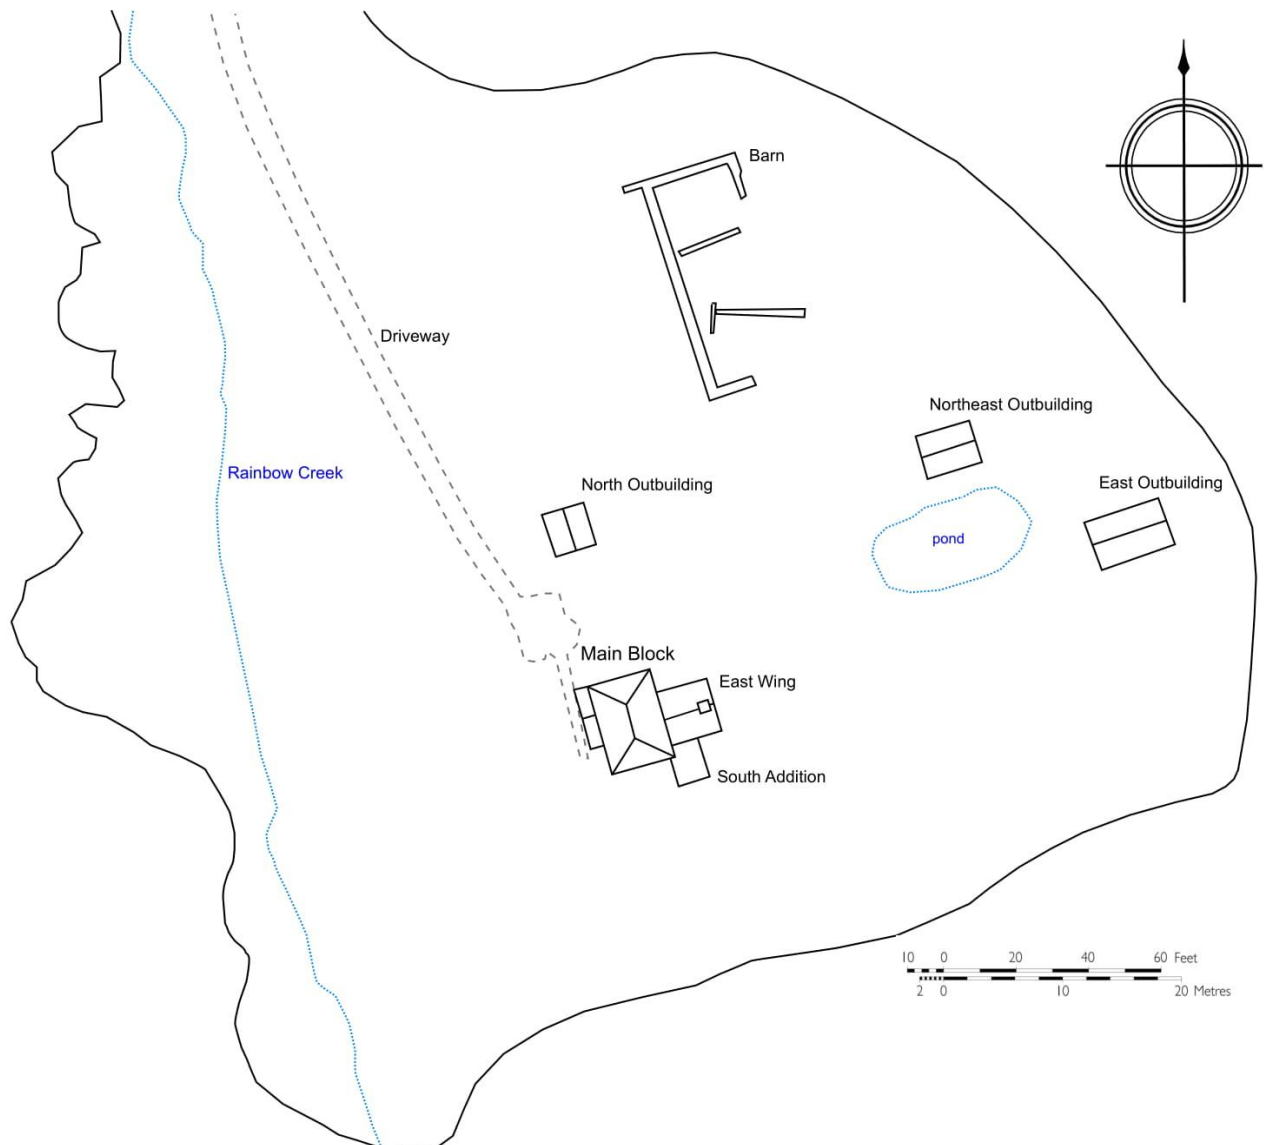 Barn
Driveway
Northeast Outbuilding
Rainbow Creek
North Outbuilding
East Outbuilding
pond
Main Block
East Wing
South Addition
10 0 20 40 60 Feet
2 0 10 20 Metres